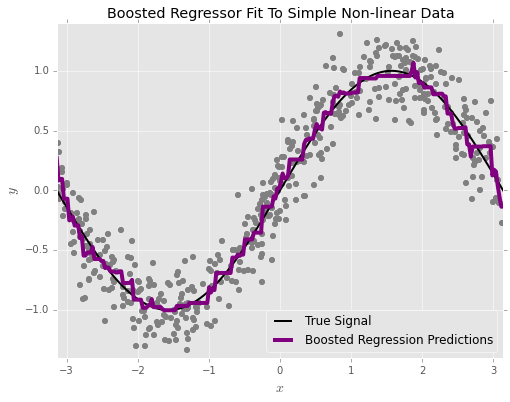 Boosted Regressor Fit To Simple Non-linear Data
1.0
0.5
0.0
−0.5
−1.0
y
−3 −2 −1 0 1 2 3
x
True Signal
Boosted Regression Predictions